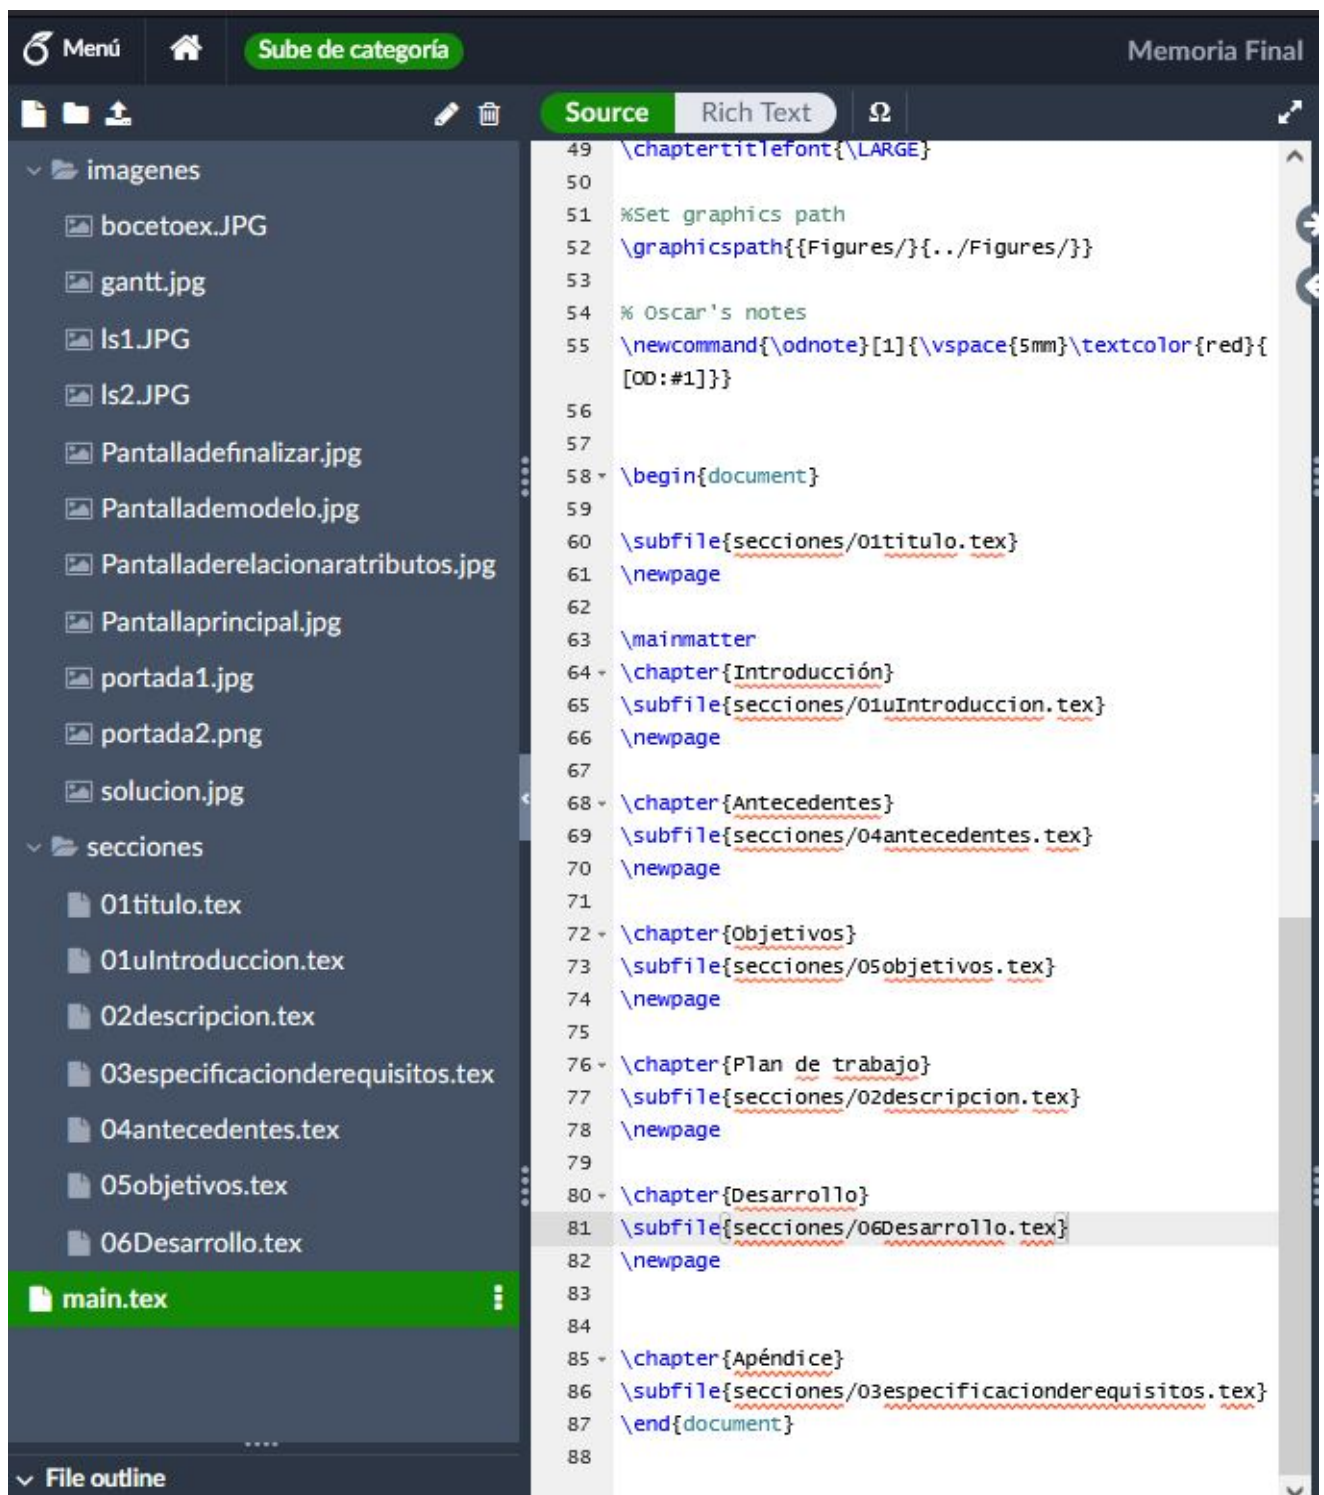 Menú
Sube de categoría
Memoria Final
Source
Rich Text
Ω
imagenes
bocetoex.JPG
gantt.jpg
ls1.JPG
ls2.JPG
Pantalladefinalizar.jpg
Pantallademodelo.jpg
Pantalladerelacionaratributos.jpg
Pantallaprincipal.jpg
portada1.jpg
portada2.png
solucion.jpg
secciones
01titulo.tex
01uIntroduccion.tex
02descripcion.tex
03especificacionderequisitos.tex
04antecedentes.tex
05objetivos.tex
06Desarrollo.tex
main.tex
File outline
49 \chaptertitlefont{\LARGE}
50
51 %Set graphics path
52 \graphicspath{{Figures/}{../Figures/}}
53
54 % Oscar's notes
55 \newcommand{\odnote}[1]{\vspace{5mm}\textcolor{red}{
[OD:#1]}}
56
57
58 \begin{document}
59
60 \subfile{secciones/01titulo.tex}
61 \newpage
62
63 \mainmatter
64 \chapter{Introducción}
65 \subfile{secciones/01uIntroduccion.tex}
66 \newpage
67
68 \chapter{Antecedentes}
69 \subfile{secciones/04antecedentes.tex}
70 \newpage
71
72 \chapter{Objetivos}
73 \subfile{secciones/05objetivos.tex}
74 \newpage
75
76 \chapter{Plan de trabajo}
77 \subfile{secciones/02descripcion.tex}
78 \newpage
79
80 \chapter{Desarrollo}
81 \subfile{secciones/06Desarrollo.tex}
82 \newpage
83
84
85 \chapter{Apéndice}
86 \subfile{secciones/03especificacionderequisitos.tex}
87 \end{document}
88